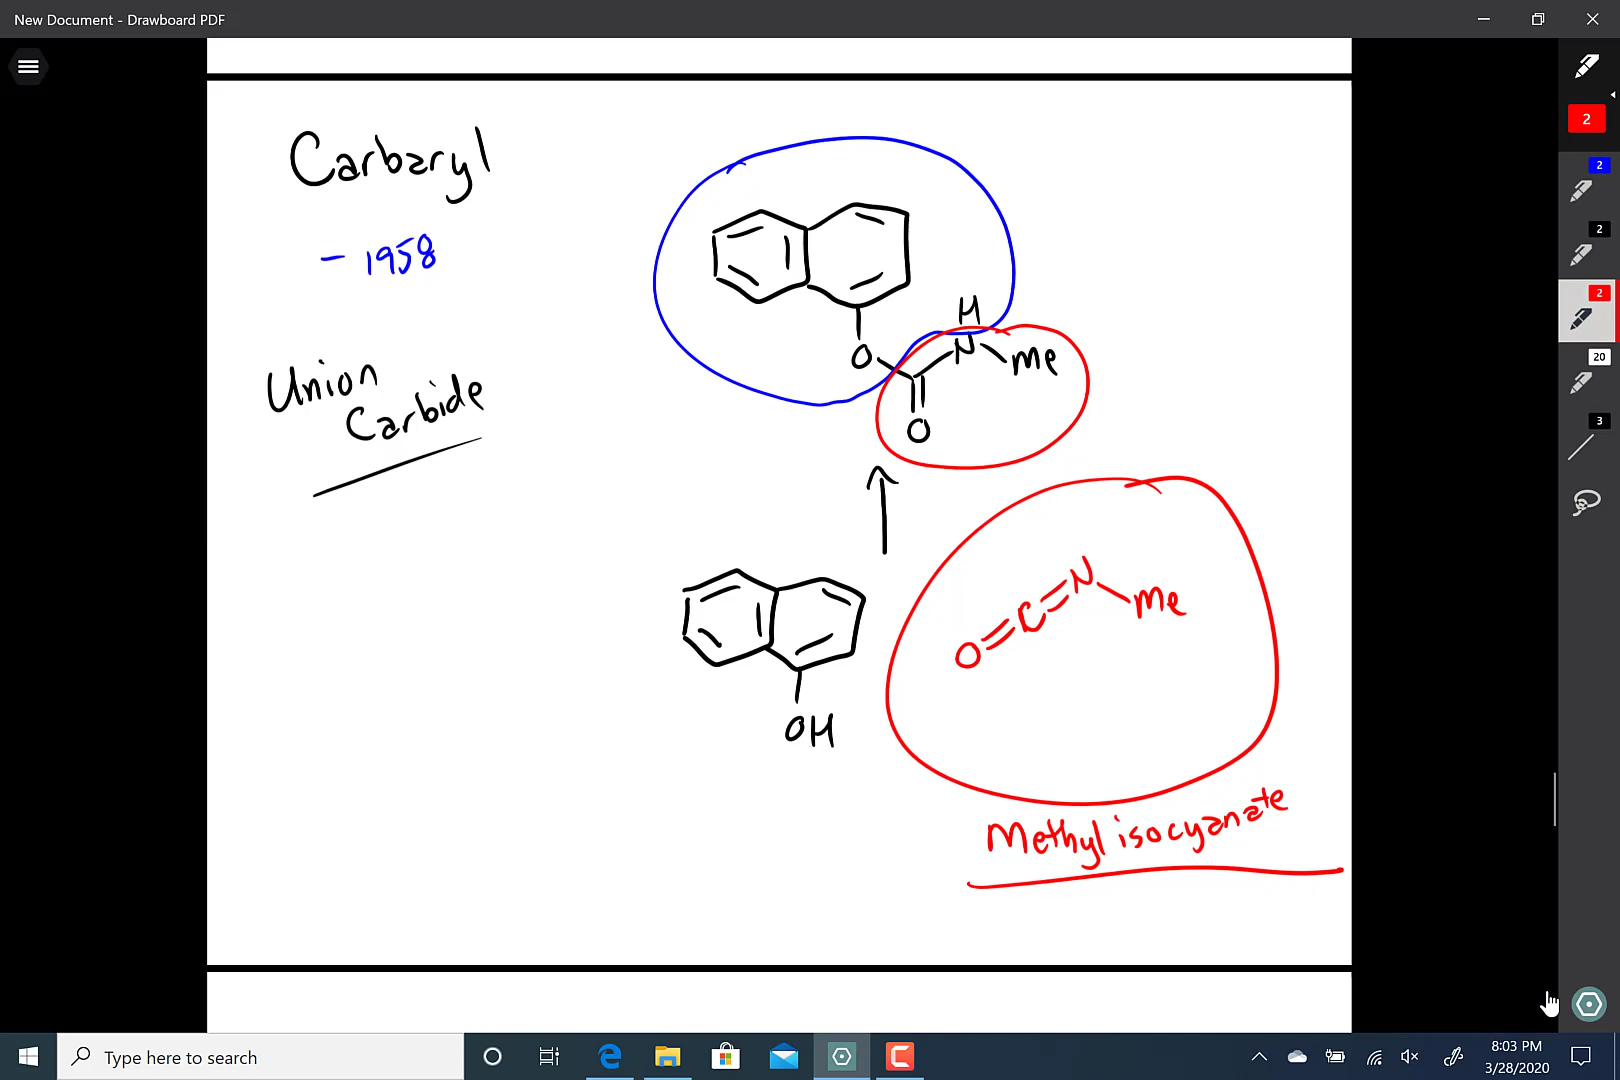 New Document - Drawboard PDF
2
2
2
2
20
3
Carbaryl
- 1958
Union
Carbide
H
O
N
Me
O
O=C=N
Me
OH
Methyl isocyanate
Type here to search
8:03 PM
3/28/2020